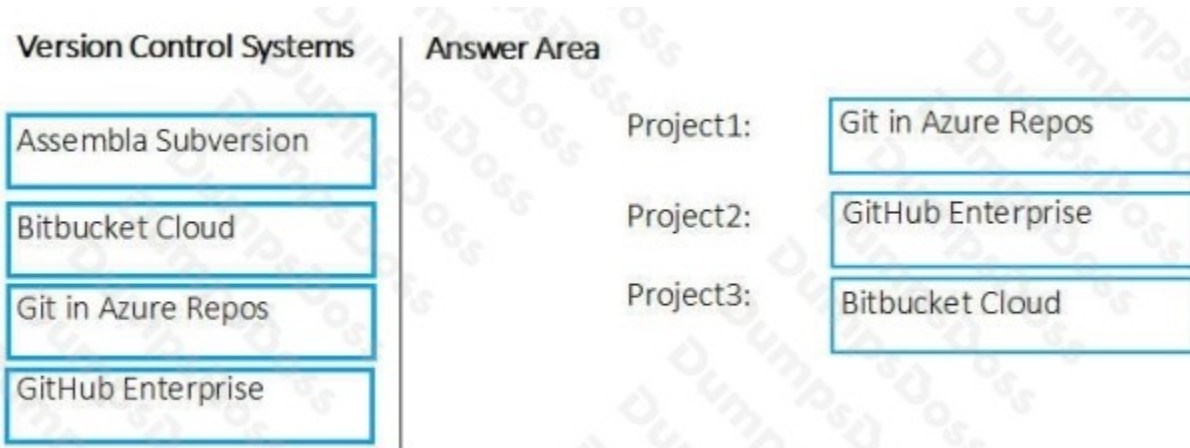 Version Control Systems
Answer Area
Assembla Subversion
Bitbucket Cloud
Git in Azure Repos
GitHub Enterprise
Project1:
Git in Azure Repos
Project2:
GitHub Enterprise
Project3:
Bitbucket Cloud
DumpsDoss